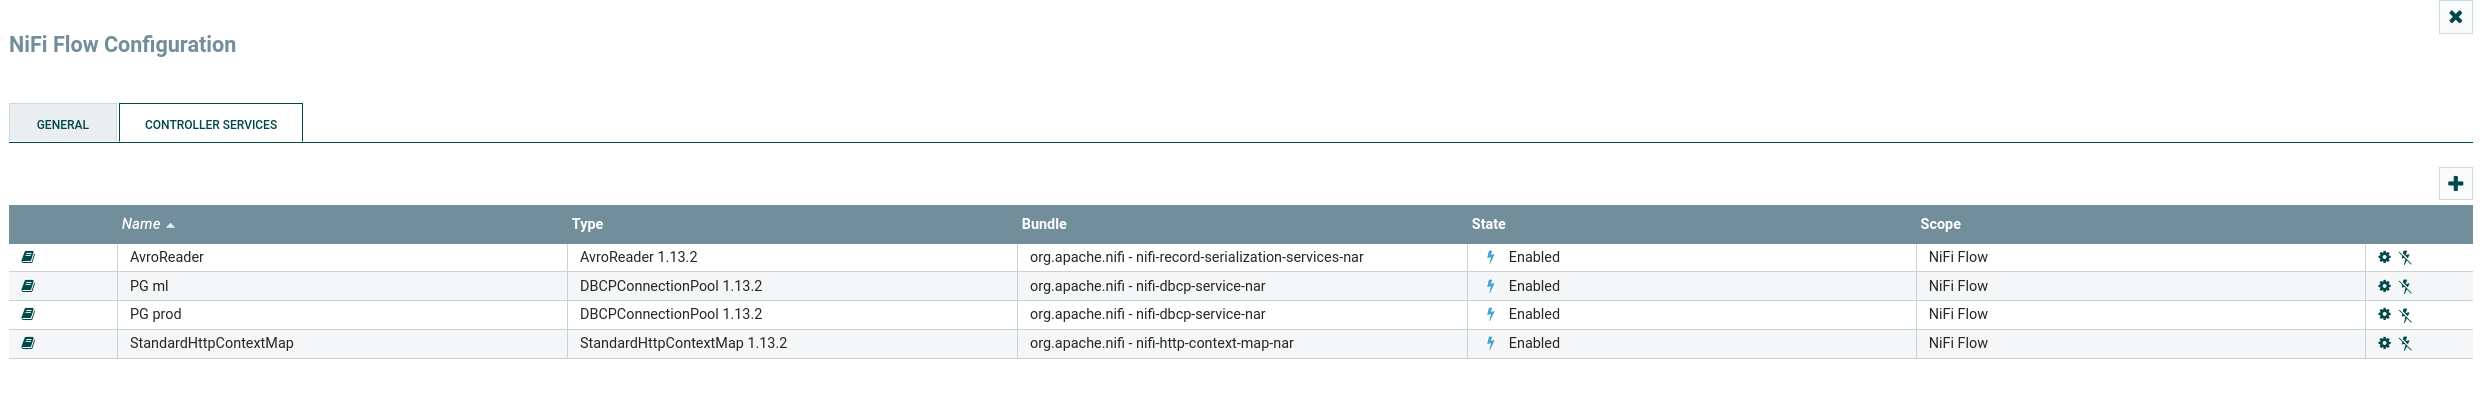 NiFi Flow Configuration
GENERAL CONTROLLER SERVICES
Name Type Bundle State Scope
AvroReader AvroReader 1.13.2 org.apache.nifi - nifi-record-serialization-services-nar Enabled NiFi Flow
PG ml DBCPConnectionPool 1.13.2 org.apache.nifi - nifi-dbcp-service-nar Enabled NiFi Flow
PG prod DBCPConnectionPool 1.13.2 org.apache.nifi - nifi-dbcp-service-nar Enabled NiFi Flow
StandardHttpContextMap StandardHttpContextMap 1.13.2 org.apache.nifi - nifi-http-context-map-nar Enabled NiFi Flow